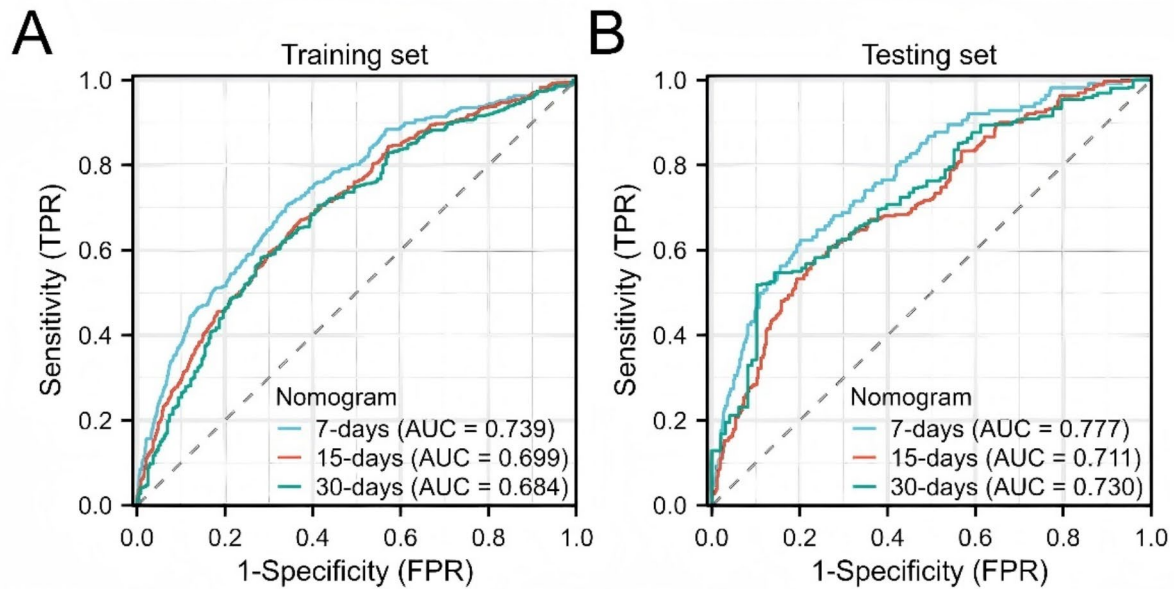 A
Training set
1.0
0.8
0.6
0.4
0.2
0.0
Sensitivity (TPR)
Nomogram
7-days (AUC = 0.739)
15-days (AUC = 0.699)
30-days (AUC = 0.684)
0.0 0.2 0.4 0.6 0.8 1.0
1-Specificity (FPR)
B
Testing set
1.0
0.8
0.6
0.4
0.2
0.0
Sensitivity (TPR)
Nomogram
7-days (AUC = 0.777)
15-days (AUC = 0.711)
30-days (AUC = 0.730)
0.0 0.2 0.4 0.6 0.8 1.0
1-Specificity (FPR)